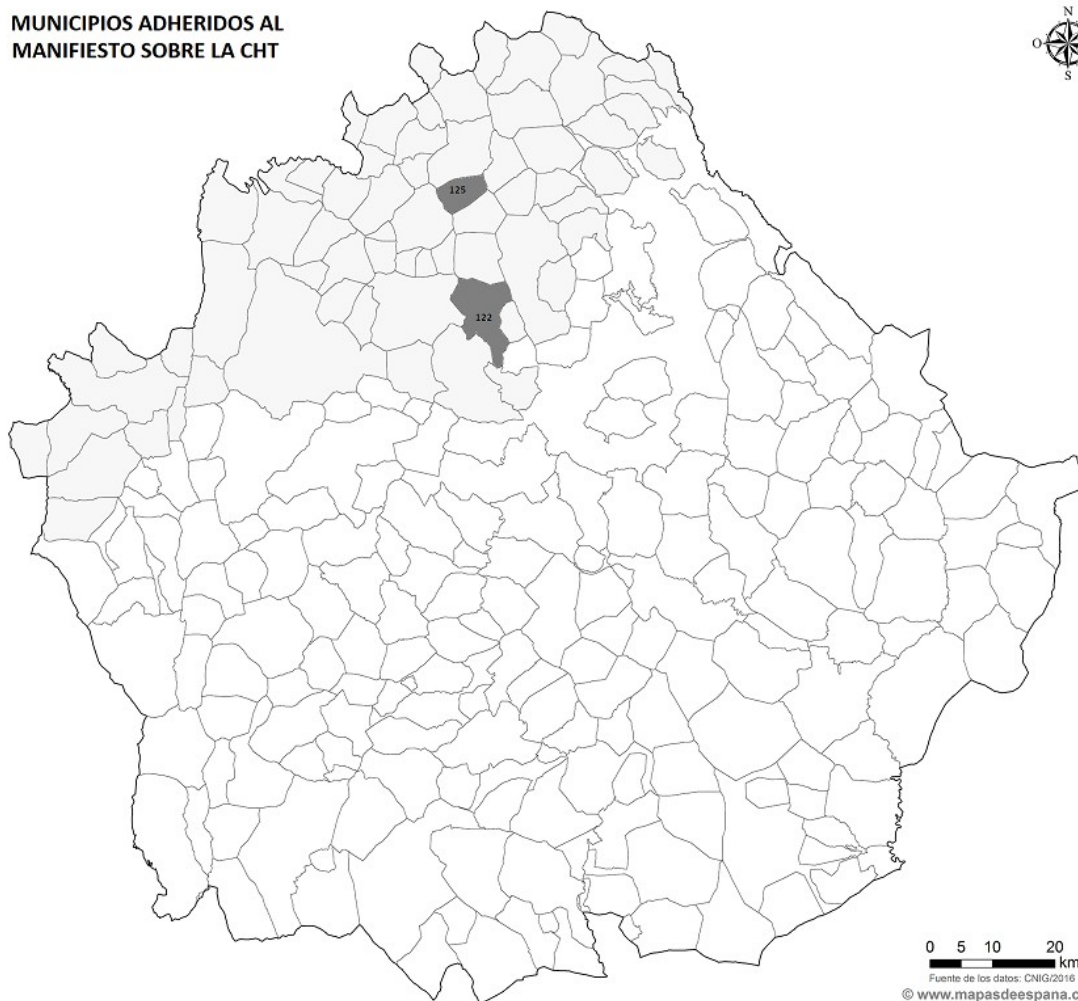 MUNICIPIOS ADHERIDOS AL
MANIFIESTO SOBRE LA CHT
N
O
S
125
122
0 5 10 20
km
Fuente de los datos: CNIG/2016
© www.mapasdeespana.c